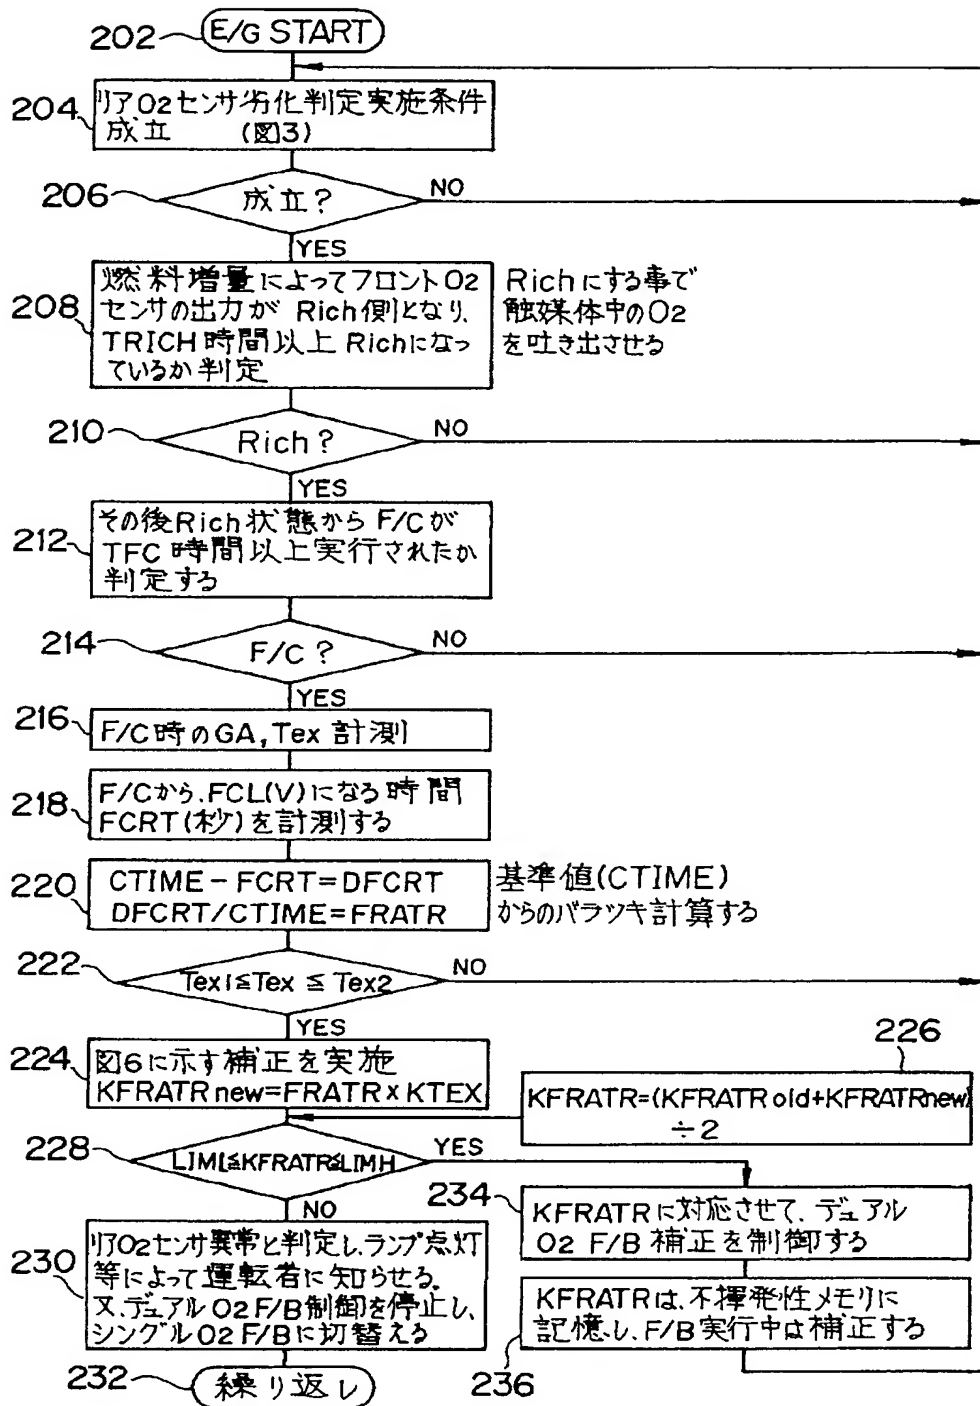 202
E/G START
204
リアO2センサ劣化判定実施条件
成立 (図3)
206
成立?
NO
YES
208
燃料増量によってフロントO2
センサの出力が Rich側となり、
TRICH 時間以上 Richになっ
ているか判定
Richにする事で
触媒体中のO2
を吐き出させる
210
Rich?
NO
YES
212
その後Rich状態から F/Cが
TFC 時間以上実行されたか
判定する
214
F/C?
NO
YES
216
F/C時のGA, Tex 計測
218
F/Cから、FCL(V)になる時間
FCRT(秒)を計測する
220
CTIME-FCRT=DFCRT
DFCRT/CTIME=FRATR
基準値(CTIME)
からのバラツキ計算する
222
Tex1≦Tex≦Tex2
NO
YES
224
図6に示す補正を実施
KFRATRnew=FRATR×KTEX
226
KFRATR=(KFRATRold+KFRATRnew)
÷2
228
LIML≦KFRATR≦LIMH
YES
NO
230
リアO2センサ異常と判定し、ランプ点灯
等によって運転者に知らせる。
又、デュアルO2 F/B制御を停止し、
シングルO2 F/Bに切替える
232
繰り返し
234
KFRATRに対応させて、デュアル
O2 F/B 補正を制御する
KFRATRは、不揮発性メモリに
記憶し、F/B実行中は補正する
236